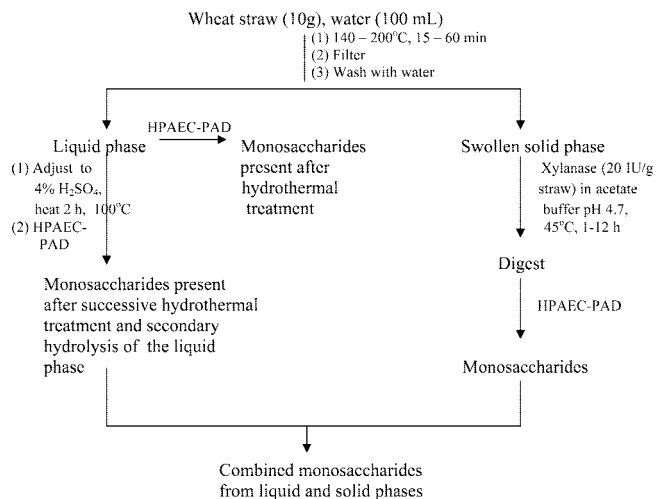 Wheat straw (10g), water (100 mL)
(1) 140 – 200°C, 15 – 60 min
(2) Filter
(3) Wash with water
Liquid phase
HPAEC-PAD
Monosaccharides
present after
hydrothermal
treatment
(1) Adjust to
4% H₂SO₄,
heat 2 h, 100°C
(2) HPAEC-
PAD
Monosaccharides present
after successive hydrothermal
treatment and secondary
hydrolysis of the liquid
phase
Swollen solid phase
Xylanase (20 IU/g
straw) in acetate
buffer pH 4.7,
45°C, 1-12 h
Digest
HPAEC-PAD
Monosaccharides
Combined monosaccharides
from liquid and solid phases